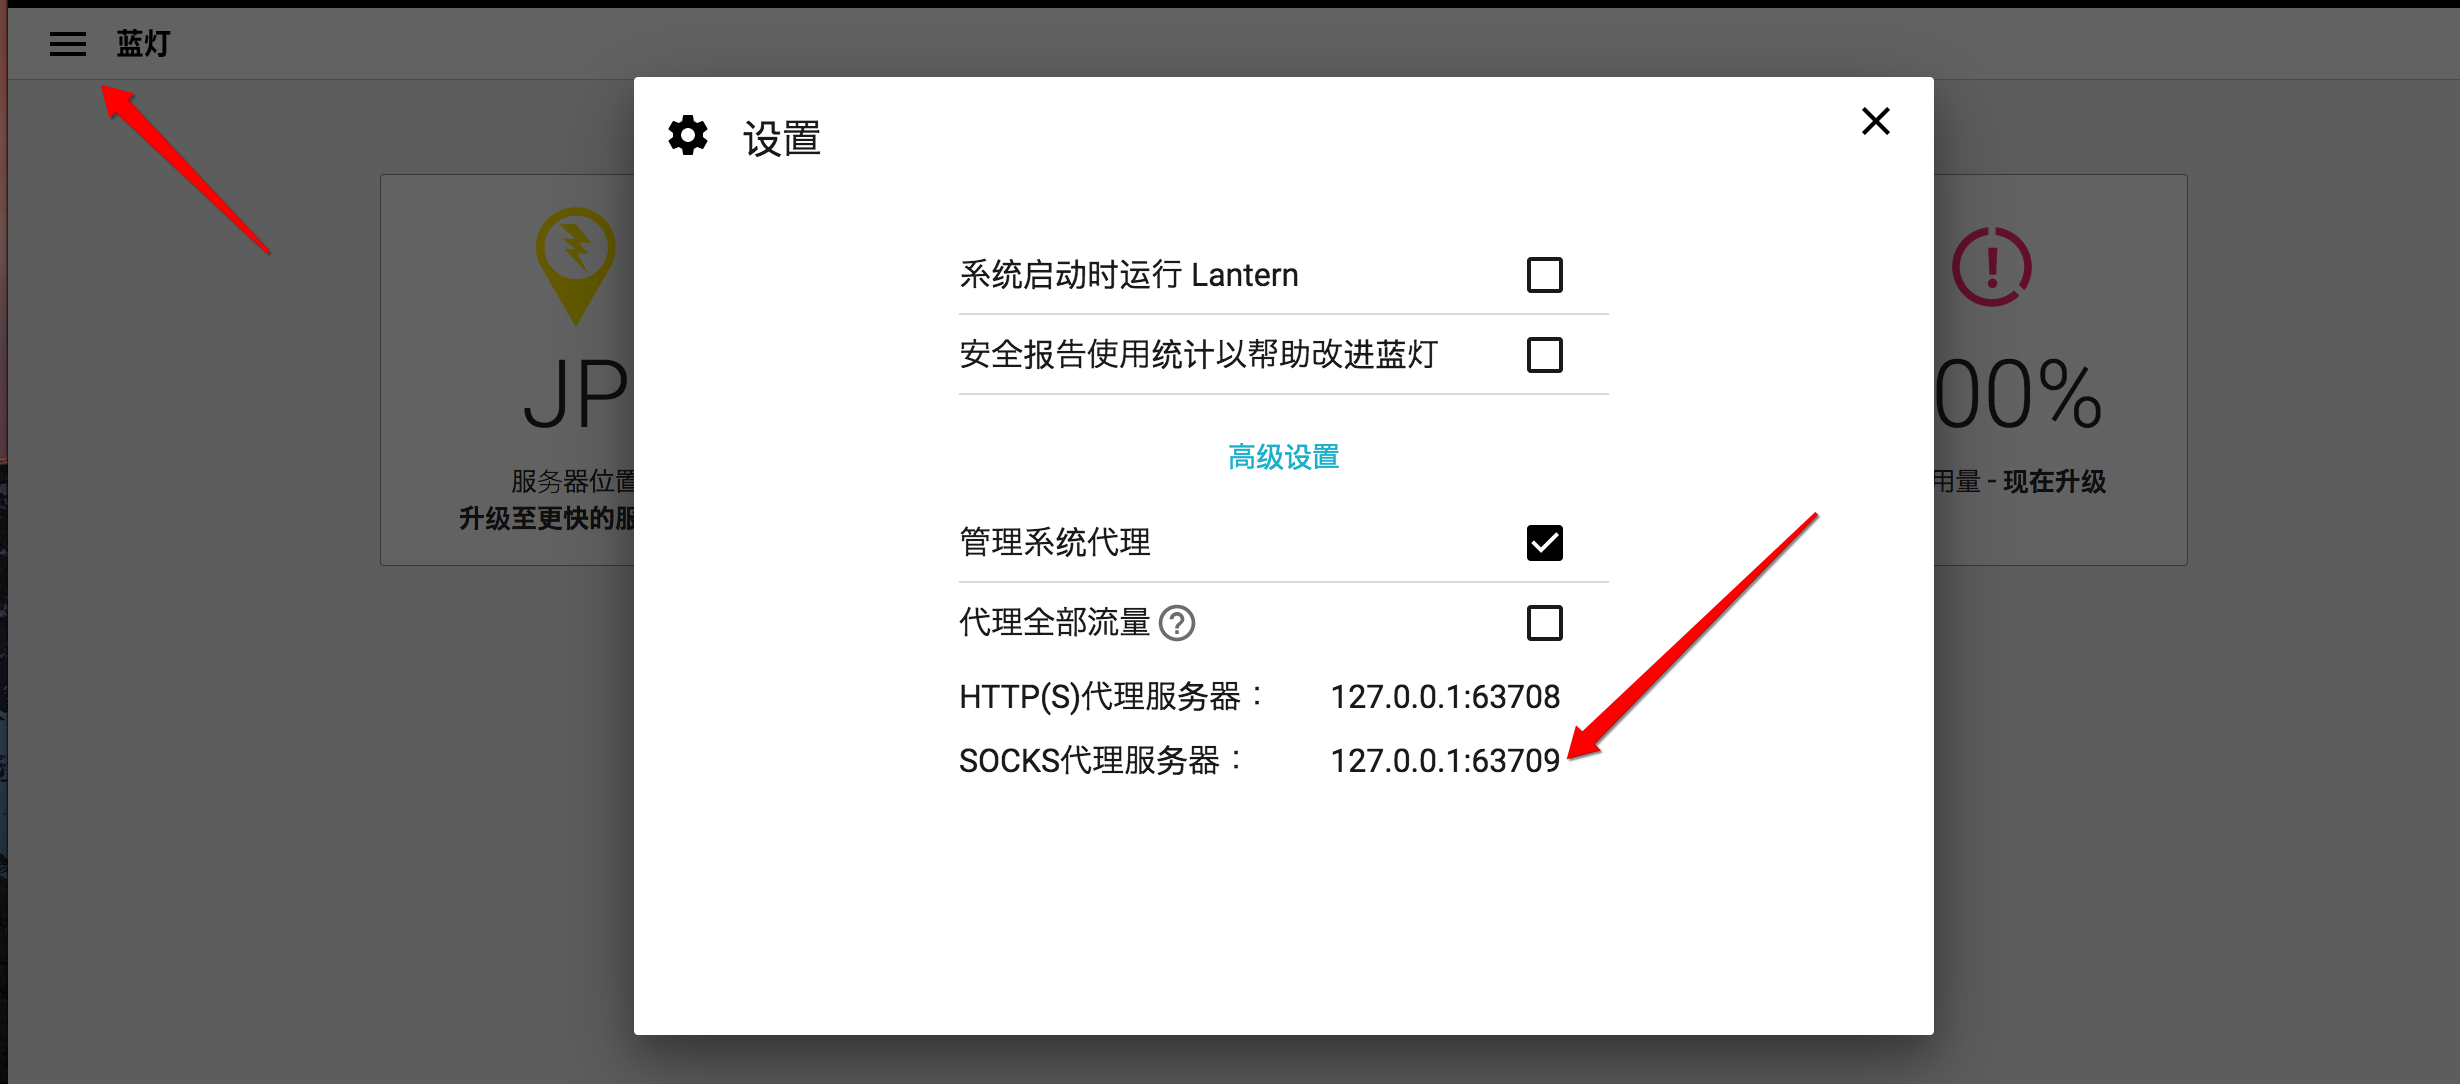 蓝灯
设置
系统启动时运行 Lantern
安全报告使用统计以帮助改进蓝灯
高级设置
管理系统代理
代理全部流量
HTTP(S)代理服务器： 127.0.0.1:63708
SOCKS代理服务器： 127.0.0.1:63709
JP
服务器位置
升级至更快的服
00%
用量 - 现在升级